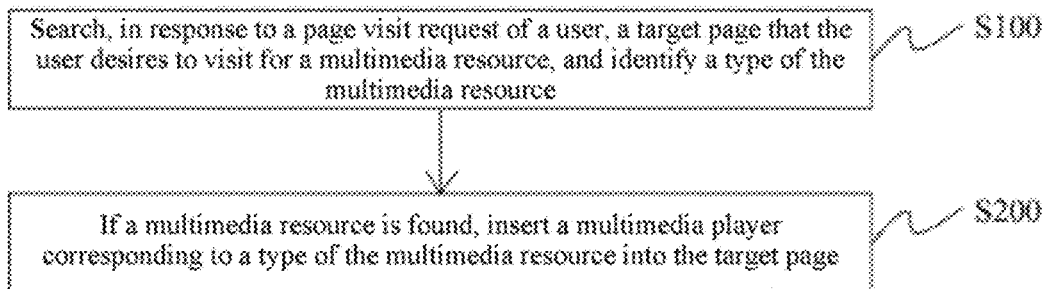 Search, in response to a page visit request of a user, a target page that the
user desires to visit for a multimedia resource, and identify a type of the
multimedia resource
S100
If a multimedia resource is found, insert a multimedia player
corresponding to a type of the multimedia resource into the target page
S200